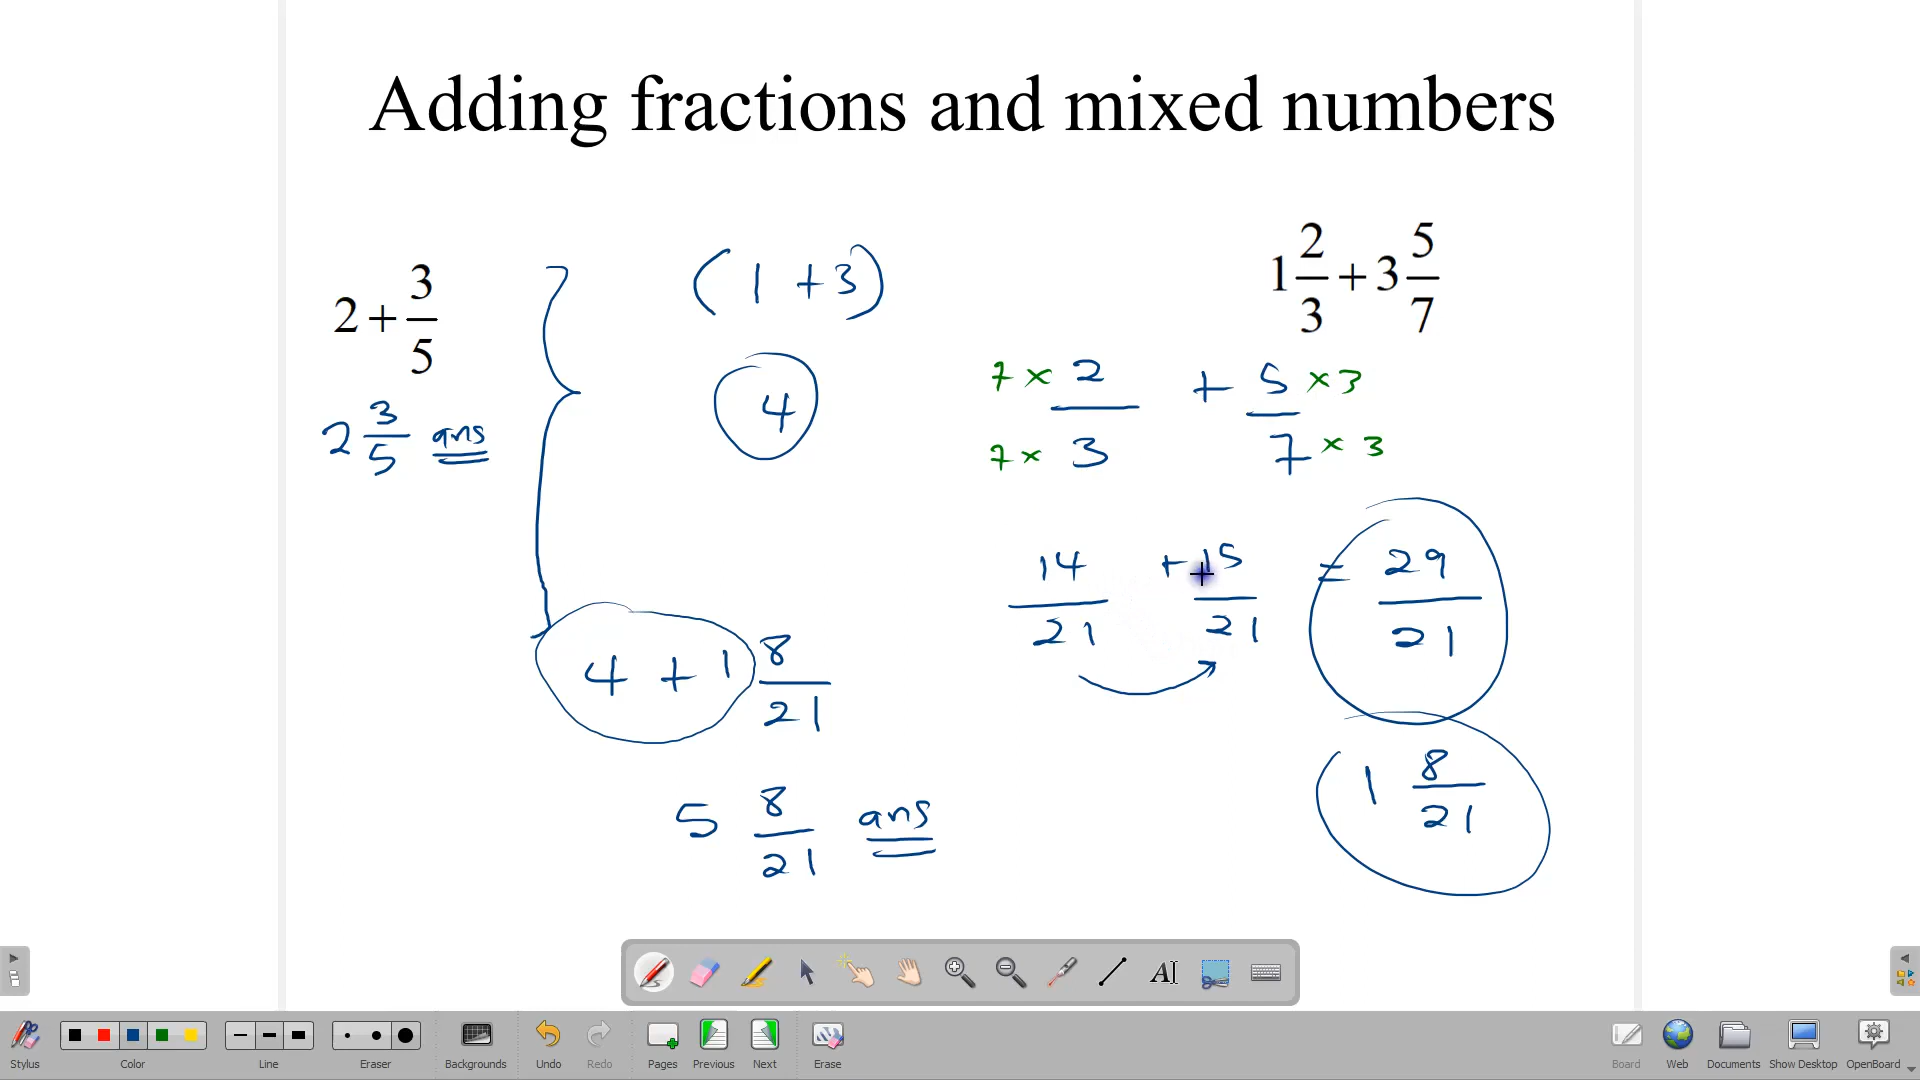 Adding fractions and mixed numbers
2 + 3/5
2 3/5 ans
(1 + 3)
4
1 2/3 + 3 5/7
7 × 2 + 5 × 3
7 × 3 7 × 3
14/21 + 15/21 = 29/21
4 + 1 8/21
1 8/21
5 8/21 ans
AI
Stylus Color Line Eraser Backgrounds Undo Redo Pages Previous Next Erase Board Web Documents Show Desktop OpenBoard